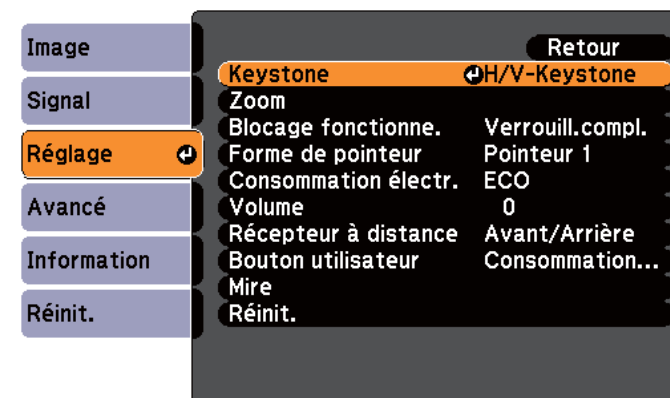 Image
Signal
Réglage
Avancé
Information
Réinit.
Retour
Keystone H/V-Keystone
Zoom
Blocage fonctionne. Verrouill.compl.
Forme de pointeur Pointeur 1
Consommation électr. ECO
Volume 0
Récepteur à distance Avant/Arrière
Bouton utilisateur Consommation...
Mire
Réinit.